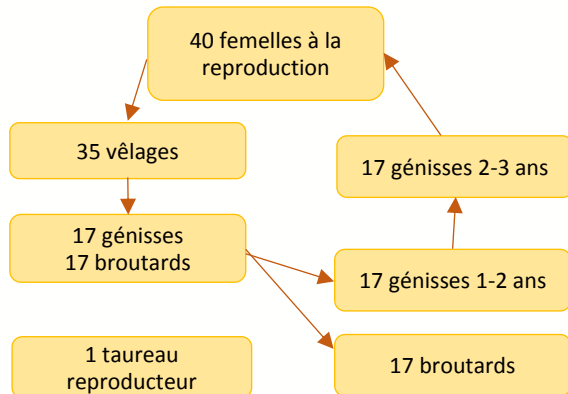 40 femelles à la
reproduction
35 vêlages
17 génisses 2-3 ans
17 génisses
17 broutards
17 génisses 1-2 ans
1 taureau
reproducteur
17 broutards